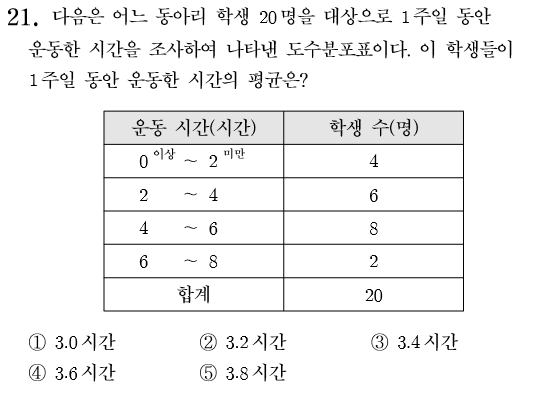 21. 다음은 어느 동아리 학생 20명을 대상으로 1주일 동안
운동한 시간을 조사하여 나타낸 도수분포표이다. 이 학생들이
1주일 동안 운동한 시간의 평균은?
운동 시간(시간) 학생 수(명)
0 이상 ~ 2 미만 4
2 ~ 4 6
4 ~ 6 8
6 ~ 8 2
합계 20
① 3.0시간 ② 3.2시간 ③ 3.4시간
④ 3.6시간 ⑤ 3.8시간